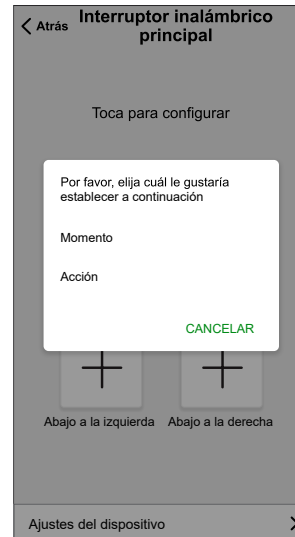 Atrás
Interruptor inalámbrico
principal
Toca para configurar
Por favor, elija cuál le gustaría
establecer a continuación
Momento
Acción
CANCELAR
Abajo a la izquierda Abajo a la derecha
Ajustes del dispositivo